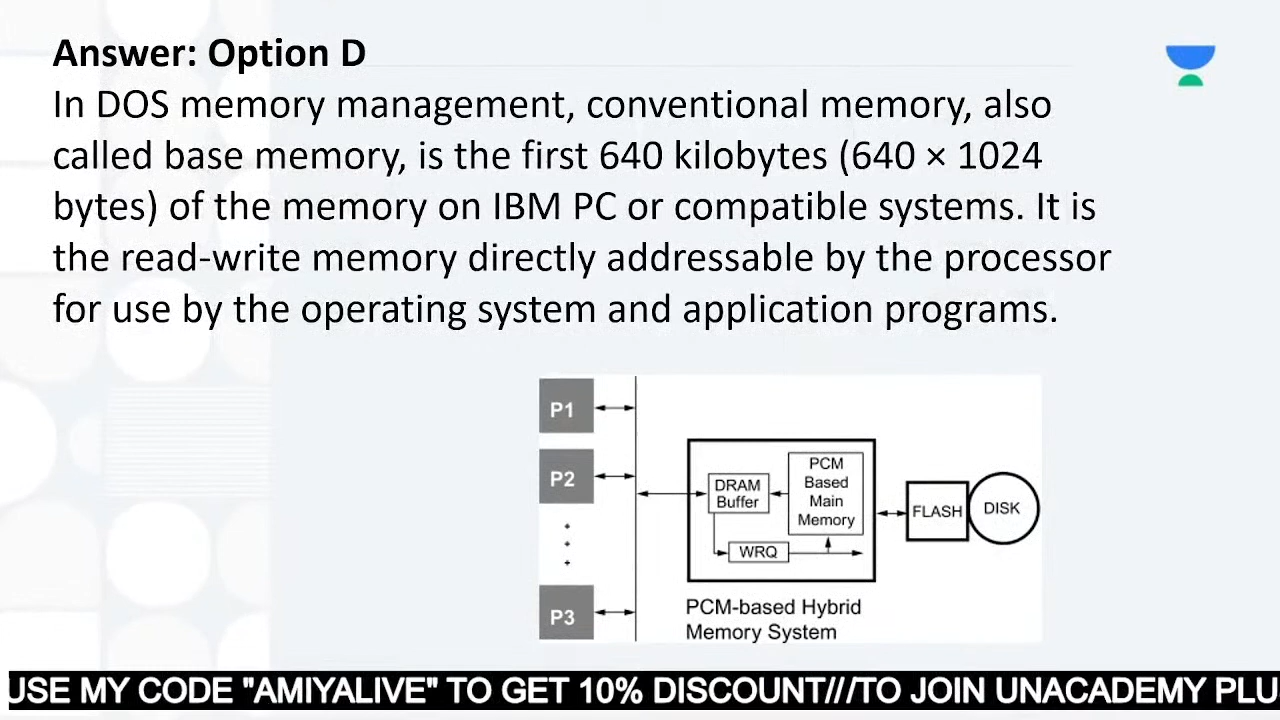 Answer: Option D
In DOS memory management, conventional memory, also
called base memory, is the first 640 kilobytes (640 × 1024
bytes) of the memory on IBM PC or compatible systems. It is
the read-write memory directly addressable by the processor
for use by the operating system and application programs.
P1
P2
P3
DRAM
Buffer
PCM
Based
Main
Memory
WRQ
FLASH
DISK
PCM-based Hybrid
Memory System
USE MY CODE "AMIYALIVE" TO GET 10% DISCOUNT///TO JOIN UNACADEMY PLU